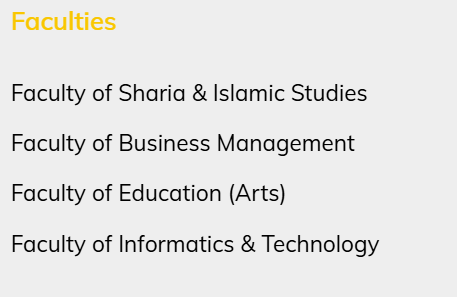 Faculties
Faculty of Sharia & Islamic Studies
Faculty of Business Management
Faculty of Education (Arts)
Faculty of Informatics & Technology